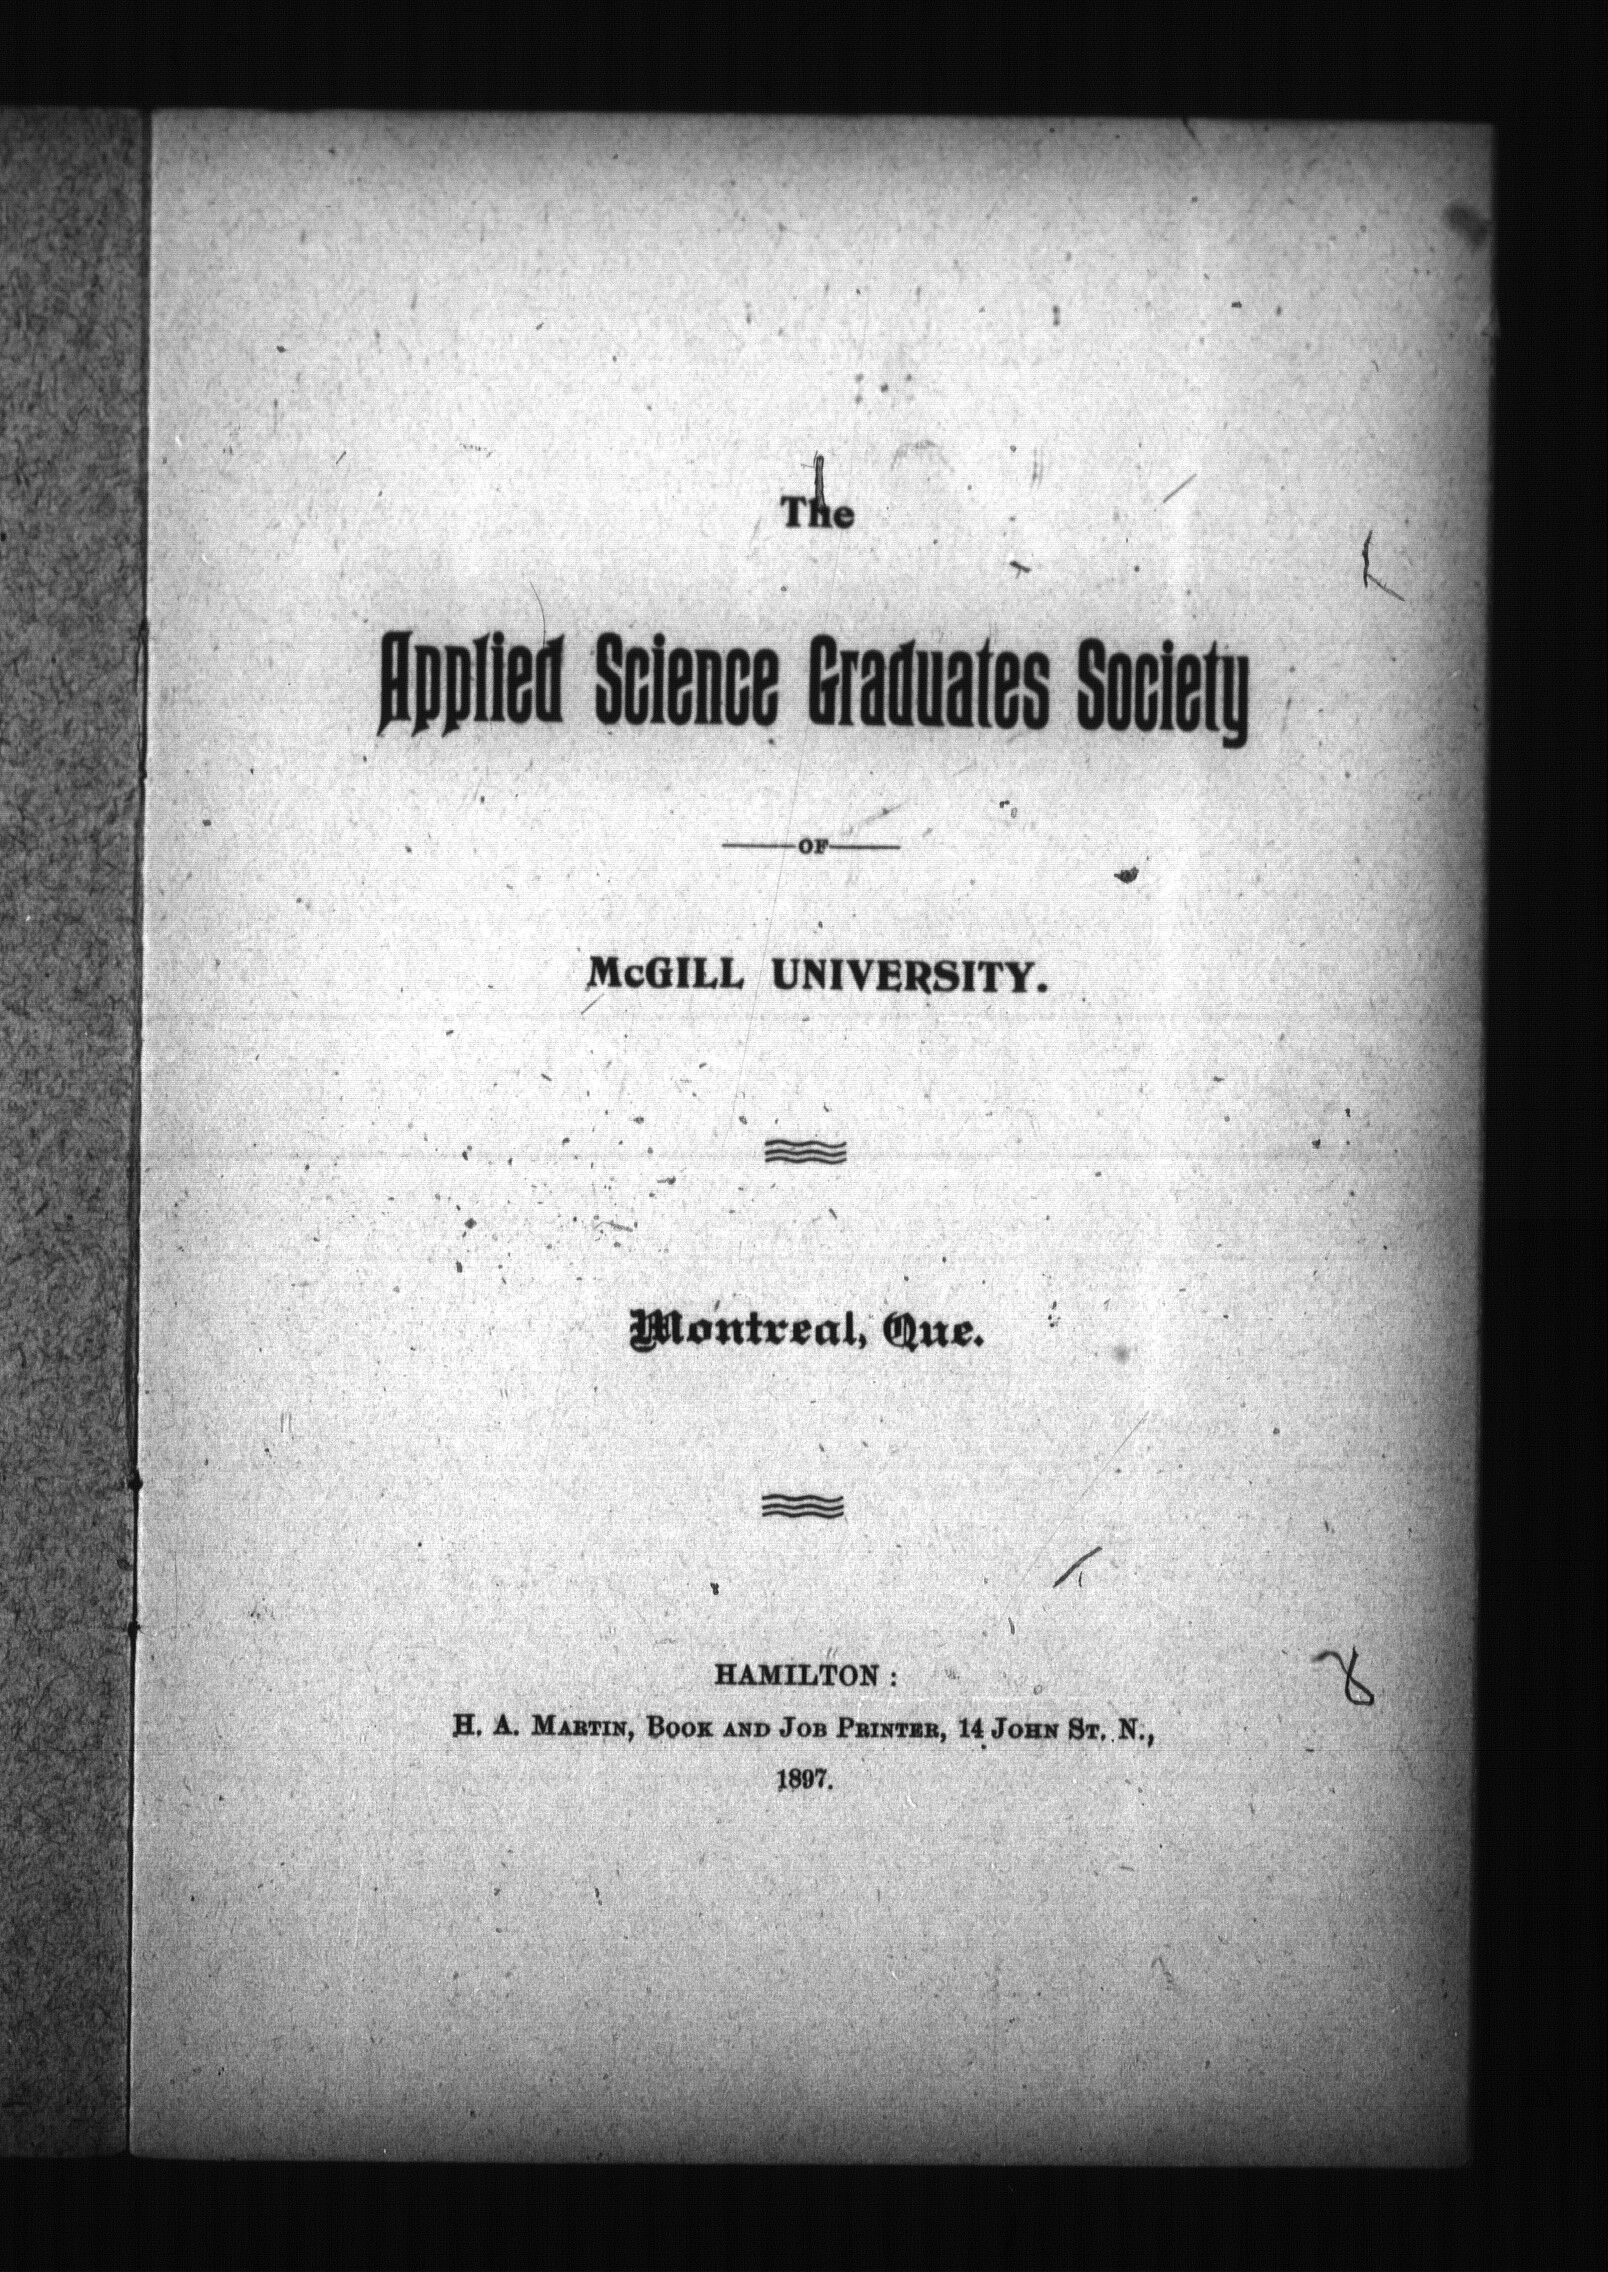 The
Applied Science Graduates Society
OF
McGILL UNIVERSITY.
Montreal, Que.
HAMILTON :
H. A. MARTIN, BOOK AND JOB PRINTER, 14 JOHN ST. N.,
1897.